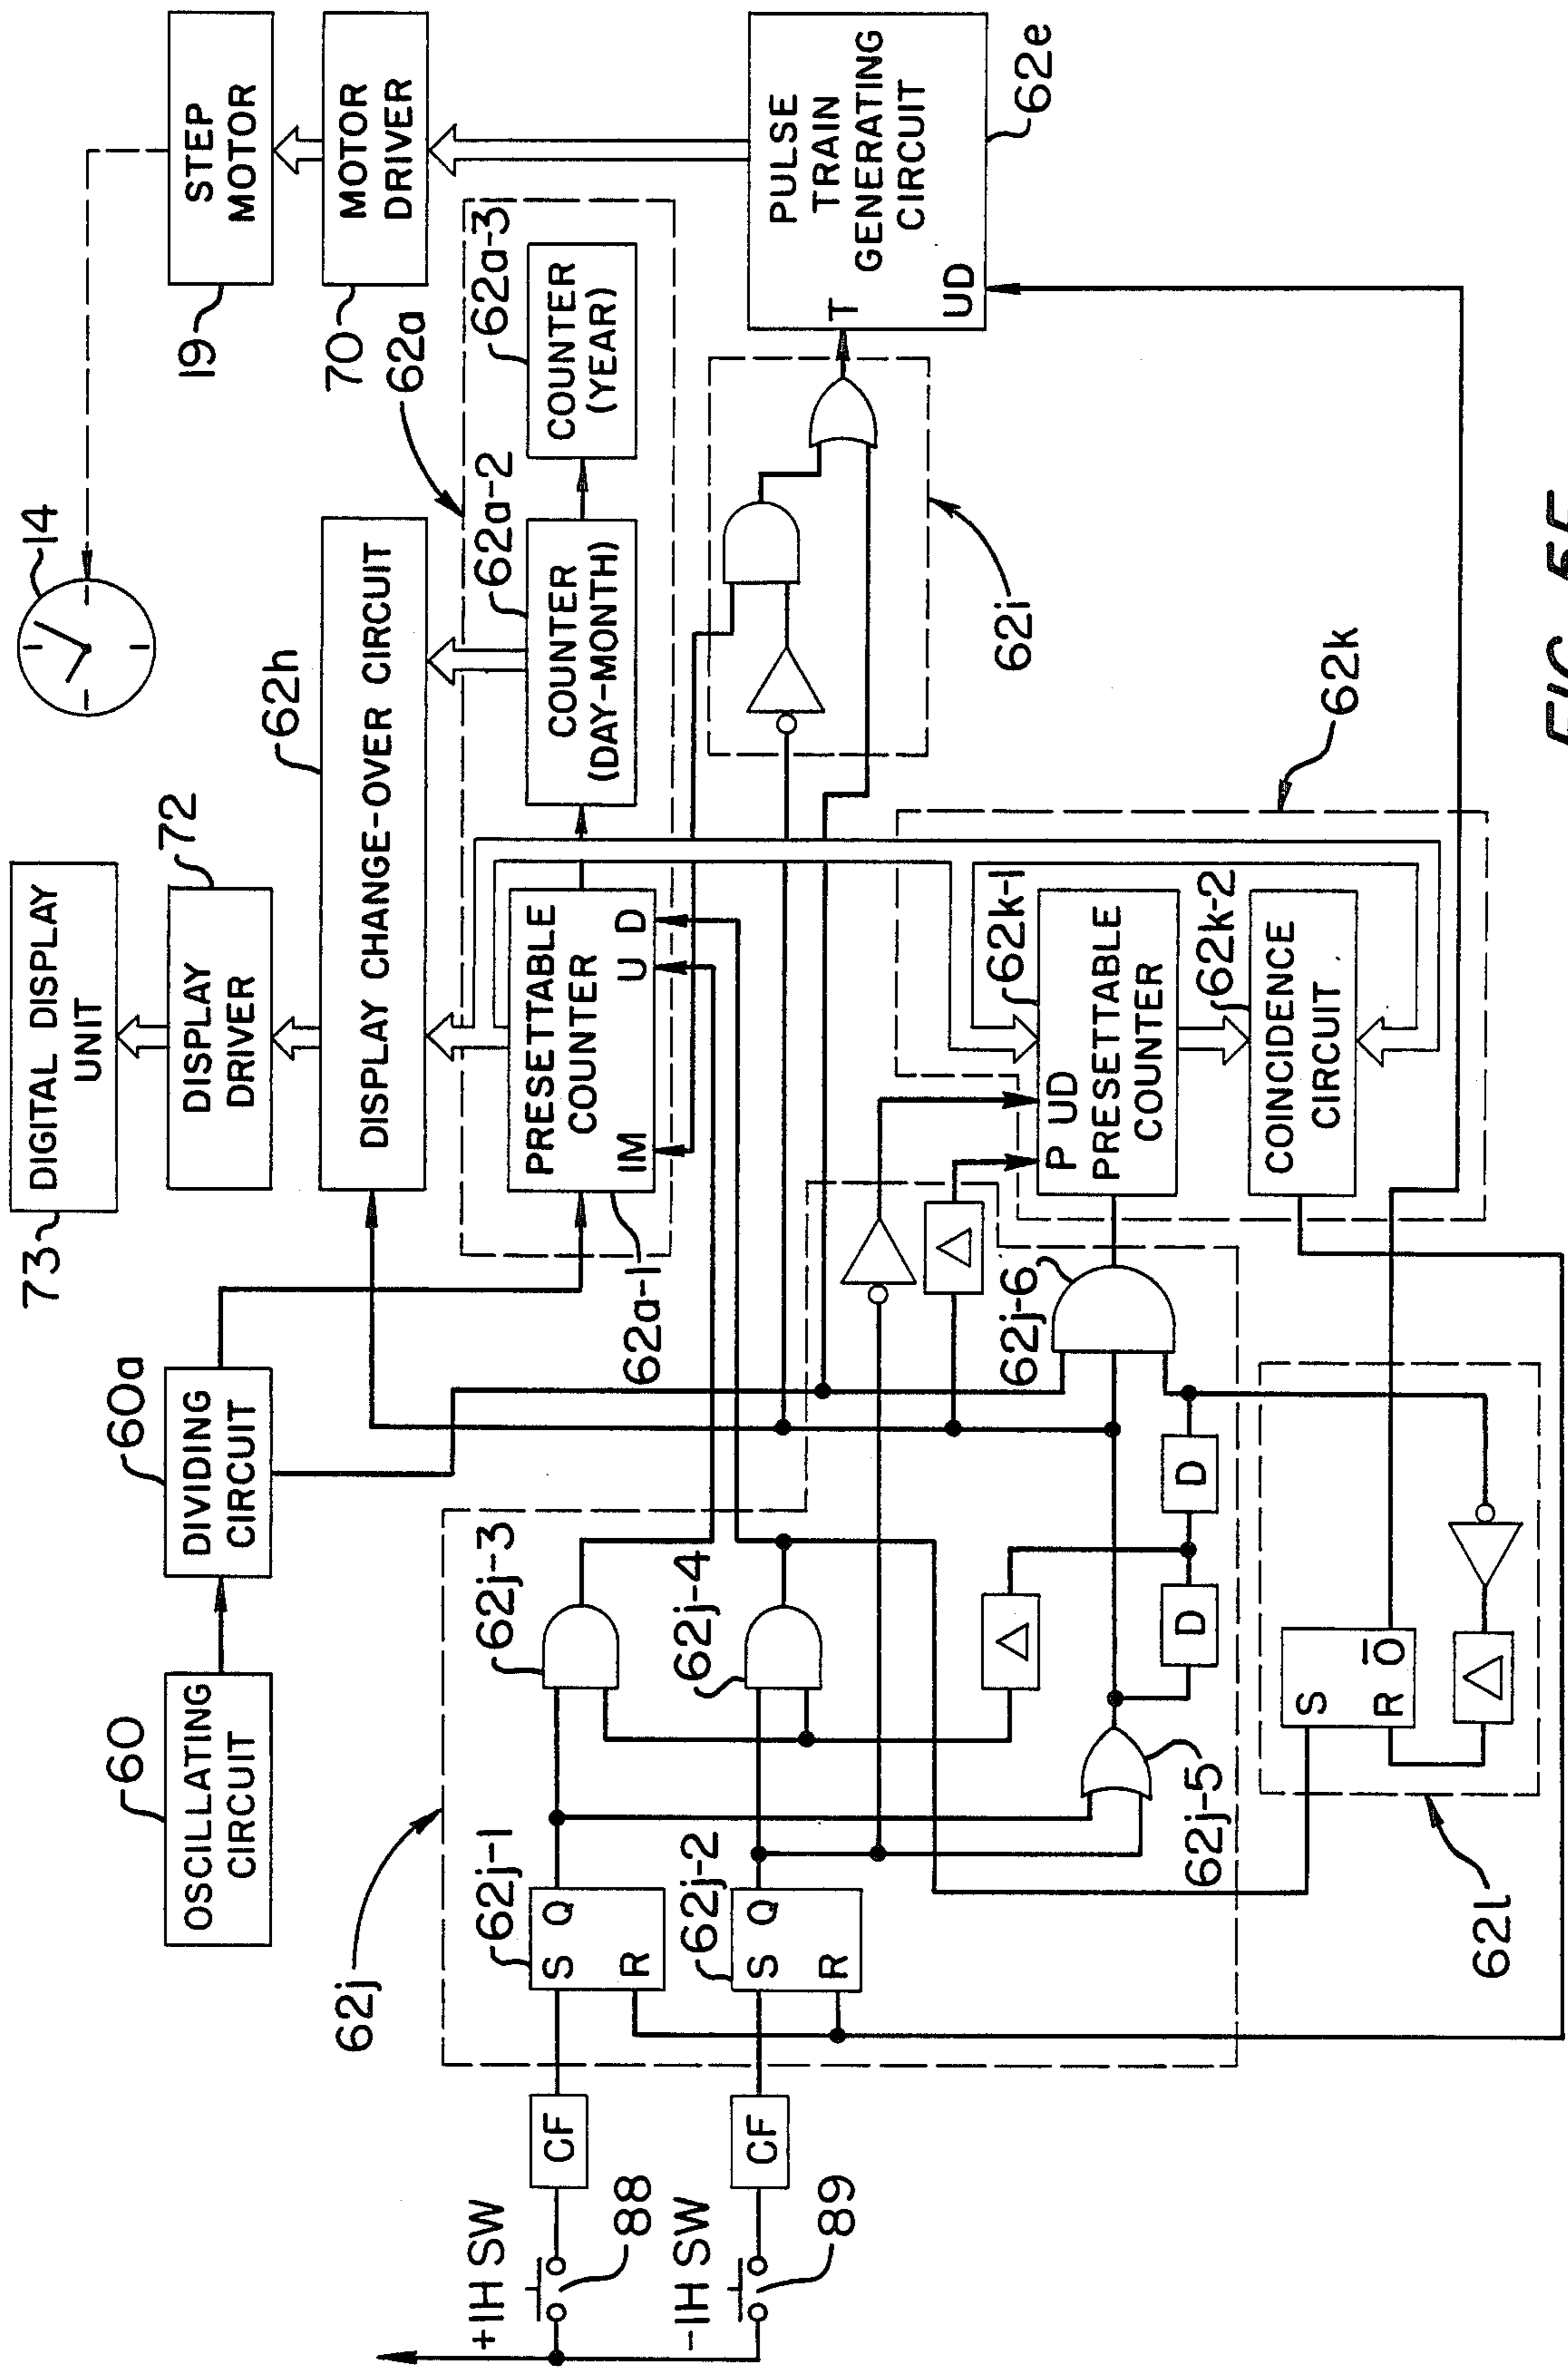 14
73
DIGITAL DISPLAY
UNIT
72
DISPLAY
DRIVER
62h
DISPLAY CHANGE-OVER CIRCUIT
19
STEP
MOTOR
70
MOTOR
DRIVER
60
OSCILLATING
CIRCUIT
60a
DIVIDING
CIRCUIT
62a
62a-1
PRESETTABLE
COUNTER
IM
U
D
62a-2
COUNTER
(DAY-MONTH)
62a-3
COUNTER
(YEAR)
62j
+1H SW
88
CF
62j-1
S
Q
R
62j-3
-1H SW
89
CF
62j-2
S
Q
R
62j-4
Δ
62j-5
D
D
62j-6
Δ
62i
T
UD
PULSE
TRAIN
GENERATING
CIRCUIT
62e
62k
62k-1
P
UD
PRESETTABLE
COUNTER
62k-2
COINCIDENCE
CIRCUIT
62l
S
R
Ō
Δ